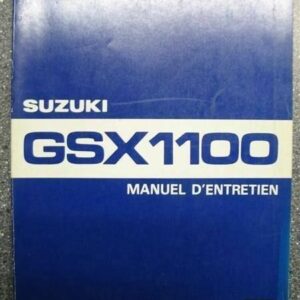 SUZUKI
GSX1100
MANUEL D'ENTRETIEN